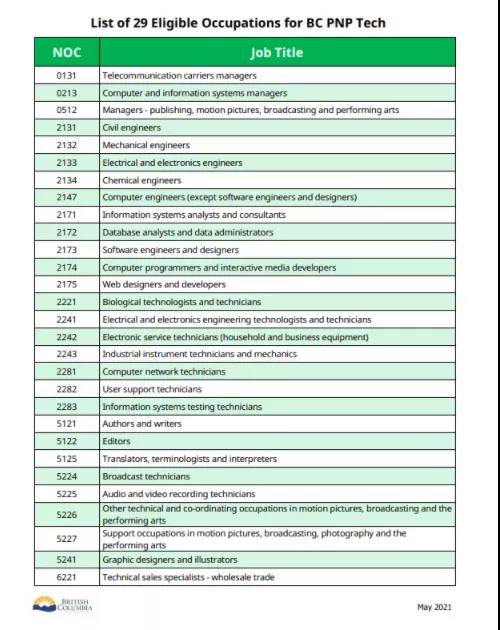 List of 29 Eligible Occupations for BC PNP Tech
NOC Job Title
0131 Telecommunication carriers managers
0213 Computer and information systems managers
0512 Managers - publishing, motion pictures, broadcasting and performing arts
2131 Civil engineers
2132 Mechanical engineers
2133 Electrical and electronics engineers
2134 Chemical engineers
2147 Computer engineers (except software engineers and designers)
2171 Information systems analysts and consultants
2172 Database analysts and data administrators
2173 Software engineers and designers
2174 Computer programmers and interactive media developers
2175 Web designers and developers
2221 Biological technologists and technicians
2241 Electrical and electronics engineering technologists and technicians
2242 Electronic service technicians (household and business equipment)
2243 Industrial instrument technicians and mechanics
2281 Computer network technicians
2282 User support technicians
2283 Information systems testing technicians
5121 Authors and writers
5122 Editors
5125 Translators, terminologists and interpreters
5224 Broadcast technicians
5225 Audio and video recording technicians
5226 Other technical and co-ordinating occupations in motion pictures, broadcasting and the
performing arts
5227 Support occupations in motion pictures, broadcasting, photography and the
performing arts
5241 Graphic designers and illustrators
6221 Technical sales specialists - wholesale trade
BRITISH
COLUMBIA
May 2021